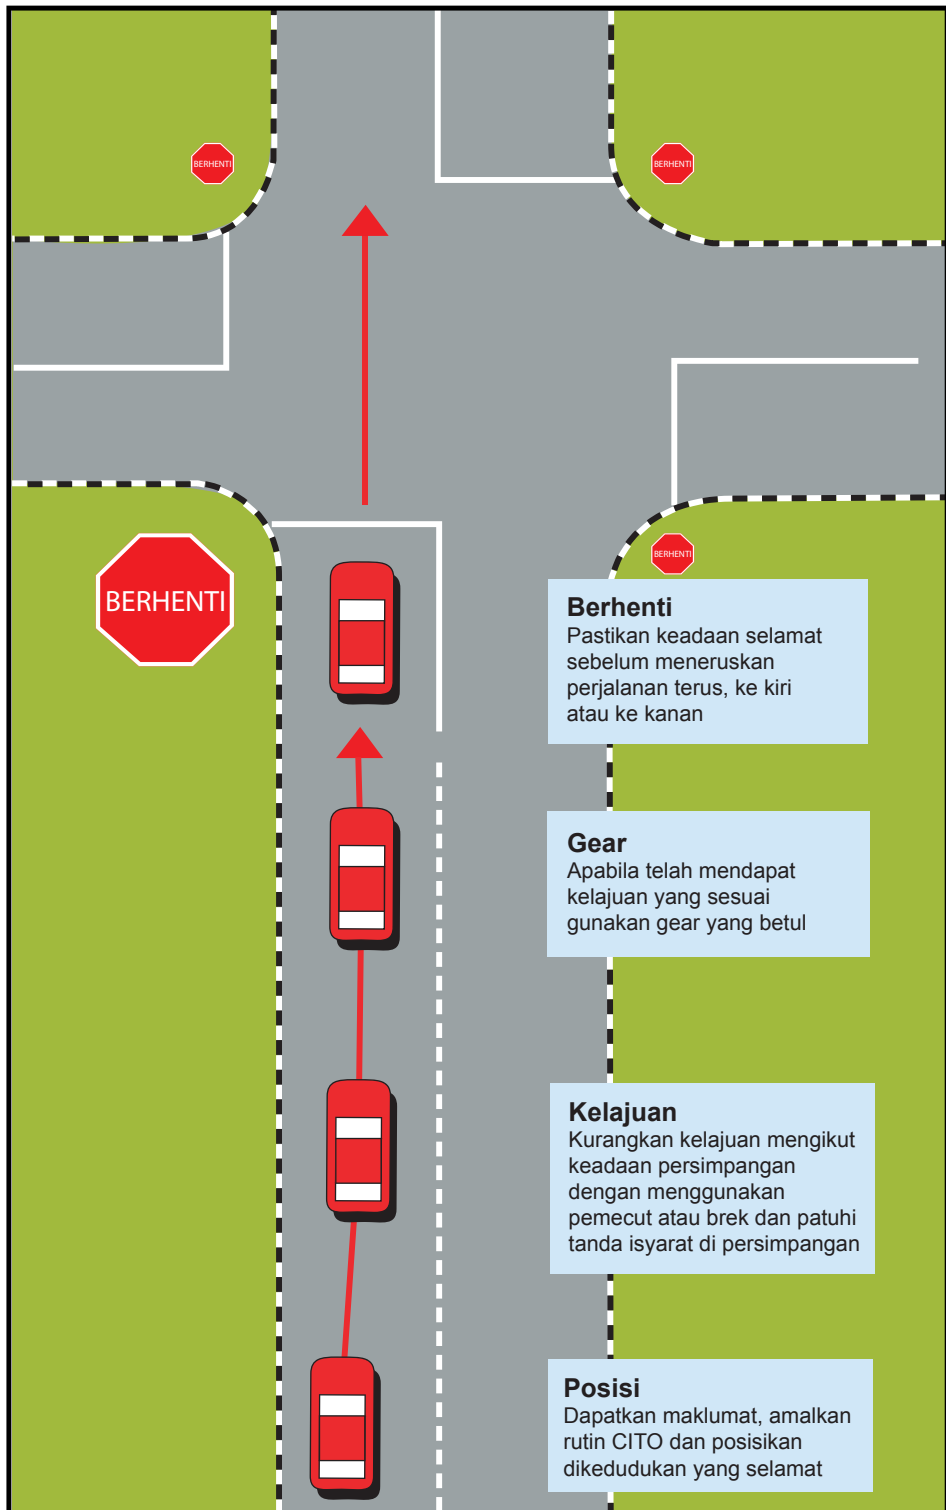 BERHENTI
BERHENTI
BERHENTI
BERHENTI
Berhenti
Pastikan keadaan selamat
sebelum meneruskan
perjalanan terus, ke kiri
atau ke kanan
Gear
Apabila telah mendapat
kelajuan yang sesuai
gunakan gear yang betul
Kelajuan
Kurangkan kelajuan mengikut
keadaan persimpangan
dengan menggunakan
pemecut atau brek dan patuhi
tanda isyarat di persimpangan
Posisi
Dapatkan maklumat, amalkan
rutin CITO dan posisikan
dikedudukan yang selamat